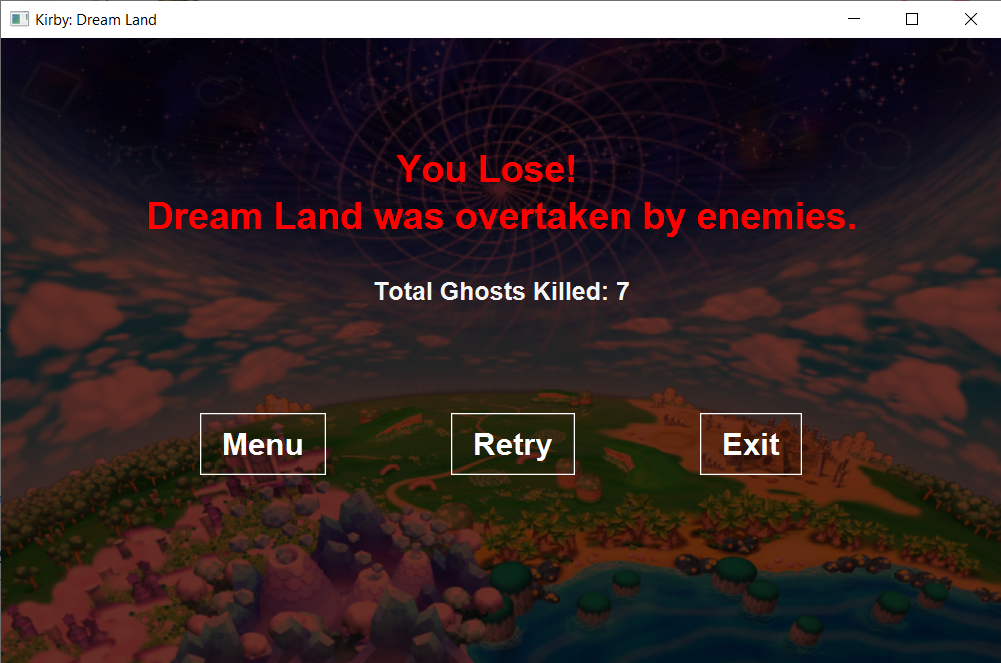 Kirby: Dream Land
You Lose!
Dream Land was overtaken by enemies.
Total Ghosts Killed: 7
Menu
Retry
Exit